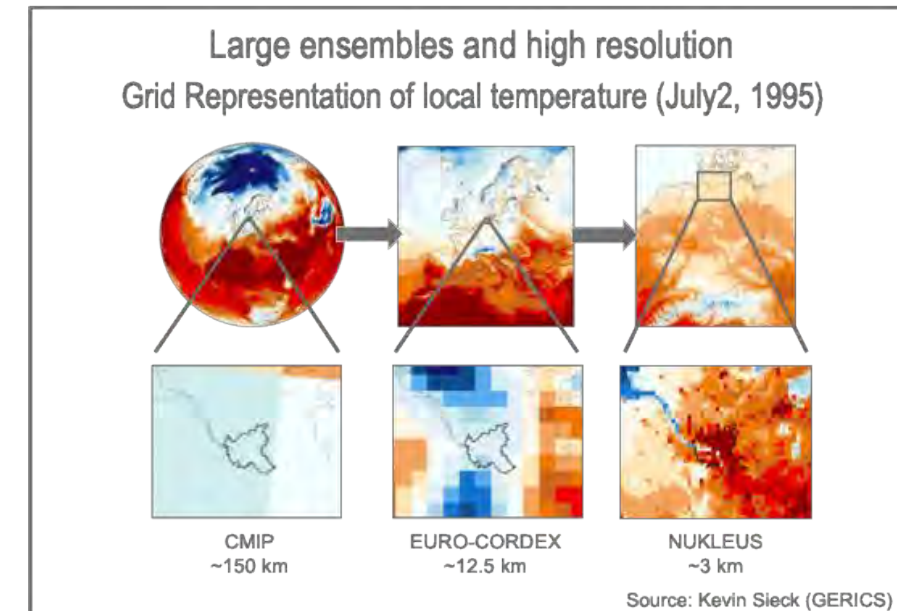 Large ensembles and high resolution
Grid Representation of local temperature (July2, 1995)
CMIP
~150 km
EURO-CORDEX
~12.5 km
NUKLEUS
~3 km
Source: Kevin Sieck (GERICS)